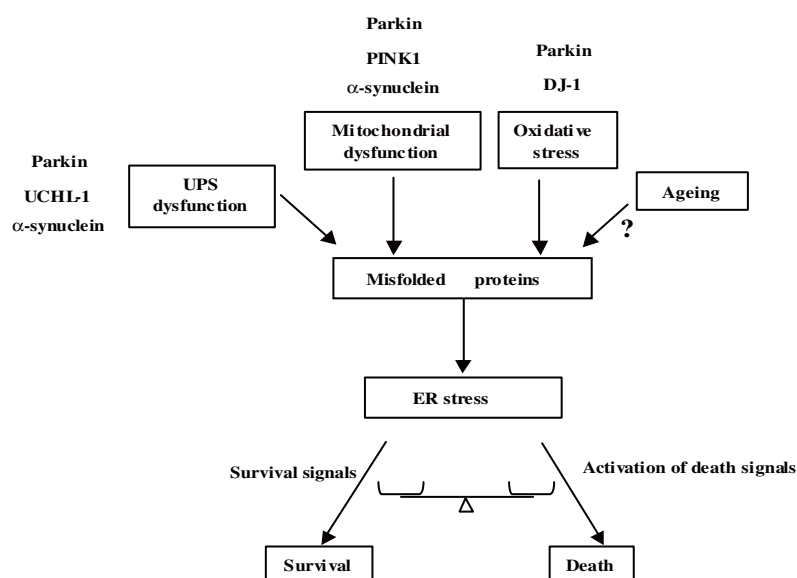 Parkin
PINK1
α-synuclein
Parkin
DJ-1
Mitochondrial
dysfunction
Oxidative
stress
Parkin
UCHL-1
α-synuclein
UPS
dysfunction
Ageing
?
Misfolded proteins
ER stress
Survival signals
Activation of death signals
Survival
Death